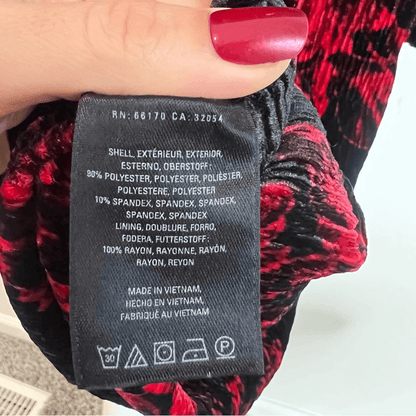 RN: 66170 CA: 32054
SHELL, EXTÉRIEUR, EXTERIOR,
ESTERNO, OBERSTOFF:
90% POLYESTER, POLYESTER, POLIÉSTER,
POLYESTERE, POLYESTER
10% SPANDEX, SPANDEX, SPANDEX,
SPANDEX, SPANDEX
LINING, DOUBLURE, FORRO,
FODERA, FUTTERSTOFF:
100% RAYON, RAYONNE, RAYÓN,
RAYON, REYON
MADE IN VIETNAM,
HECHO EN VIETNAM,
FABRIQUÉ AU VIETNAM
30 P